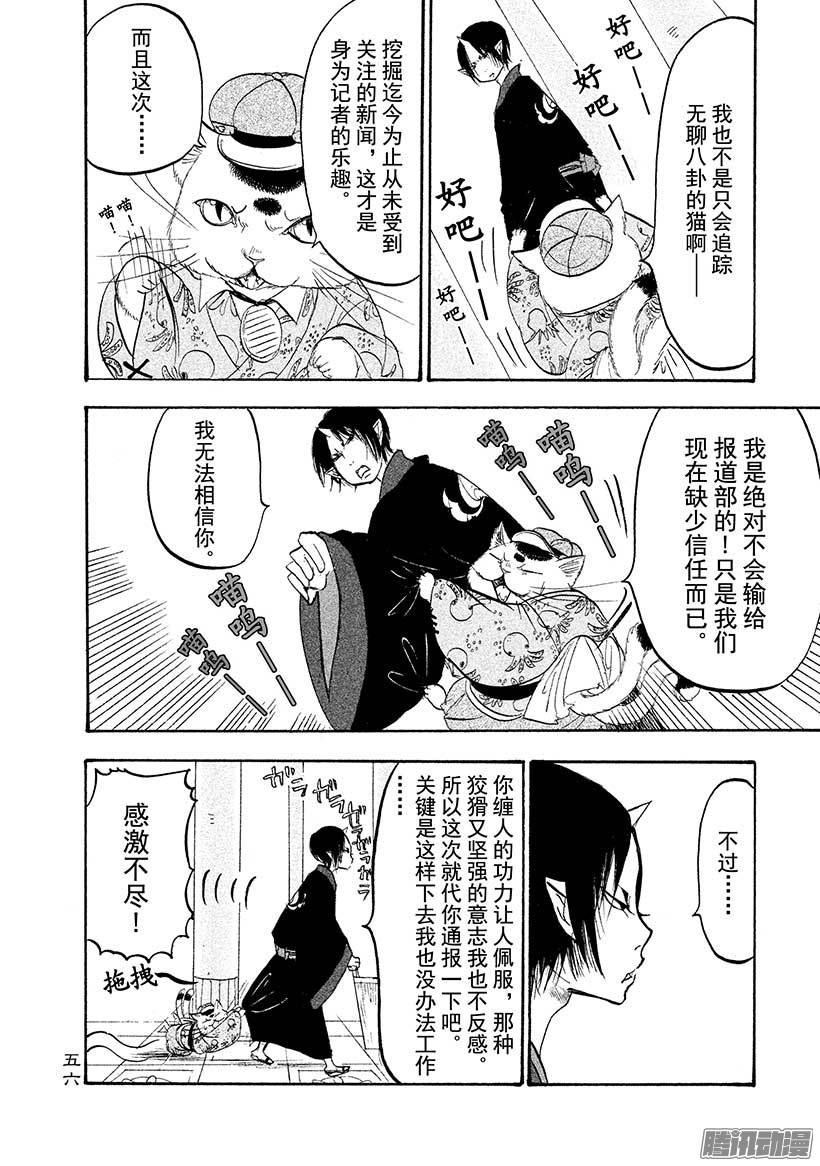 我也不是只会追踪
无聊八卦的猫啊——
好吧——
好吧——
好吧——
好吧——
挖掘迄今为止从未受到
关注的新闻，这才是
身为记者的乐趣。
而且这次……
喵！
喵！
我是绝对不会输给
报道部的！只是我们
现在缺少信任而已。
喵呜——
喵呜——
我无法相信你。
喵呜——
喵呜——
不过……
你缠人的功力让人佩服，那种
狡猾又坚强的意志我也不反感。
所以这次就代你通报一下吧。
关键是这样下去我也没办法工作
……
ガラガラガラ
感激不尽！
拖拽
五六
腾讯动漫